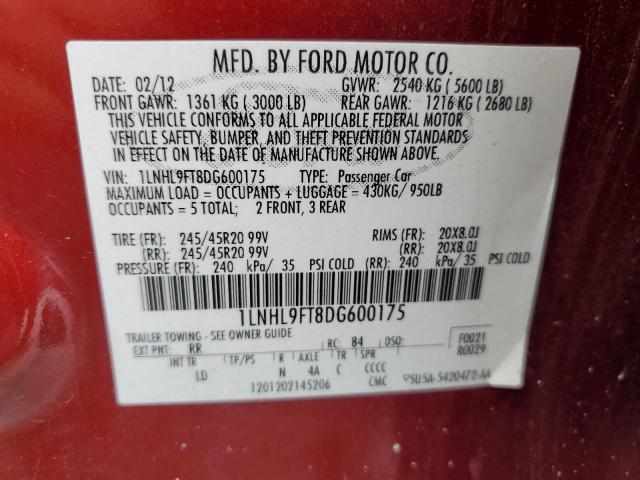 MFD. BY FORD MOTOR CO.
DATE: 02/12 GVWR: 2540 KG ( 5600 LB)
FRONT GAWR: 1361 KG ( 3000 LB) REAR GAWR: 1216 KG ( 2680 LB)
THIS VEHICLE CONFORMS TO ALL APPLICABLE FEDERAL MOTOR
VEHICLE SAFETY, BUMPER, AND THEFT PREVENTION STANDARDS
IN EFFECT ON THE DATE OF MANUFACTURE SHOWN ABOVE.
VIN: 1LNHL9FT8DG600175 TYPE: Passenger Car
MAXIMUM LOAD = OCCUPANTS + LUGGAGE = 430KG/ 950LB
OCCUPANTS = 5 TOTAL; 2 FRONT, 3 REAR
TIRE (FR): 245/45R20 99V RIMS (FR): 20X8.0J
(RR): 245/45R20 99V (RR): 20X8.0J
PRESSURE (FR): 240 kPa/ 35 PSI COLD (RR): 240 kPa/ 35 PSI COLD
1LNHL9FT8DG600175
TRAILER TOWING - SEE OWNER GUIDE
EXT PNT: RR RC: 84 DSO: F0021
R0029
INT TR TP/PS R AXLE TR SPR
LD N 4A C CCCC
1201202145206 CMC 5U5A-5420472-AA